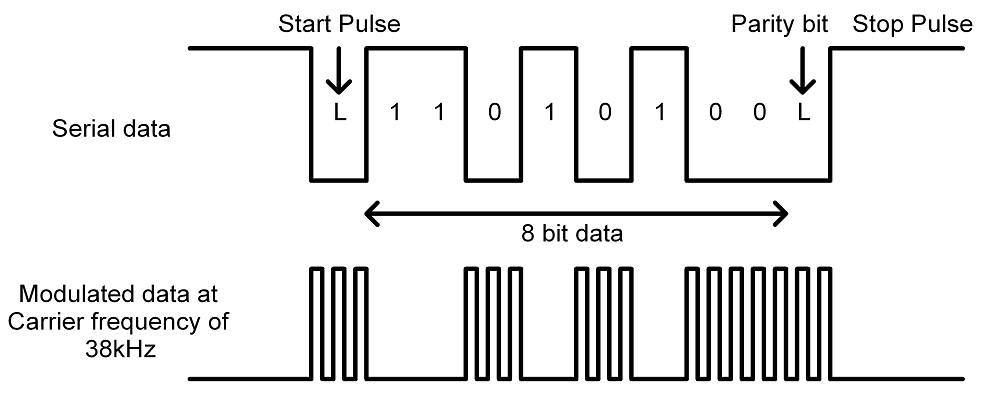 Start Pulse
Parity bit
Stop Pulse
Serial data
L 1 1 0 1 0 1 0 0 L
8 bit data
Modulated data at
Carrier frequency of
38kHz